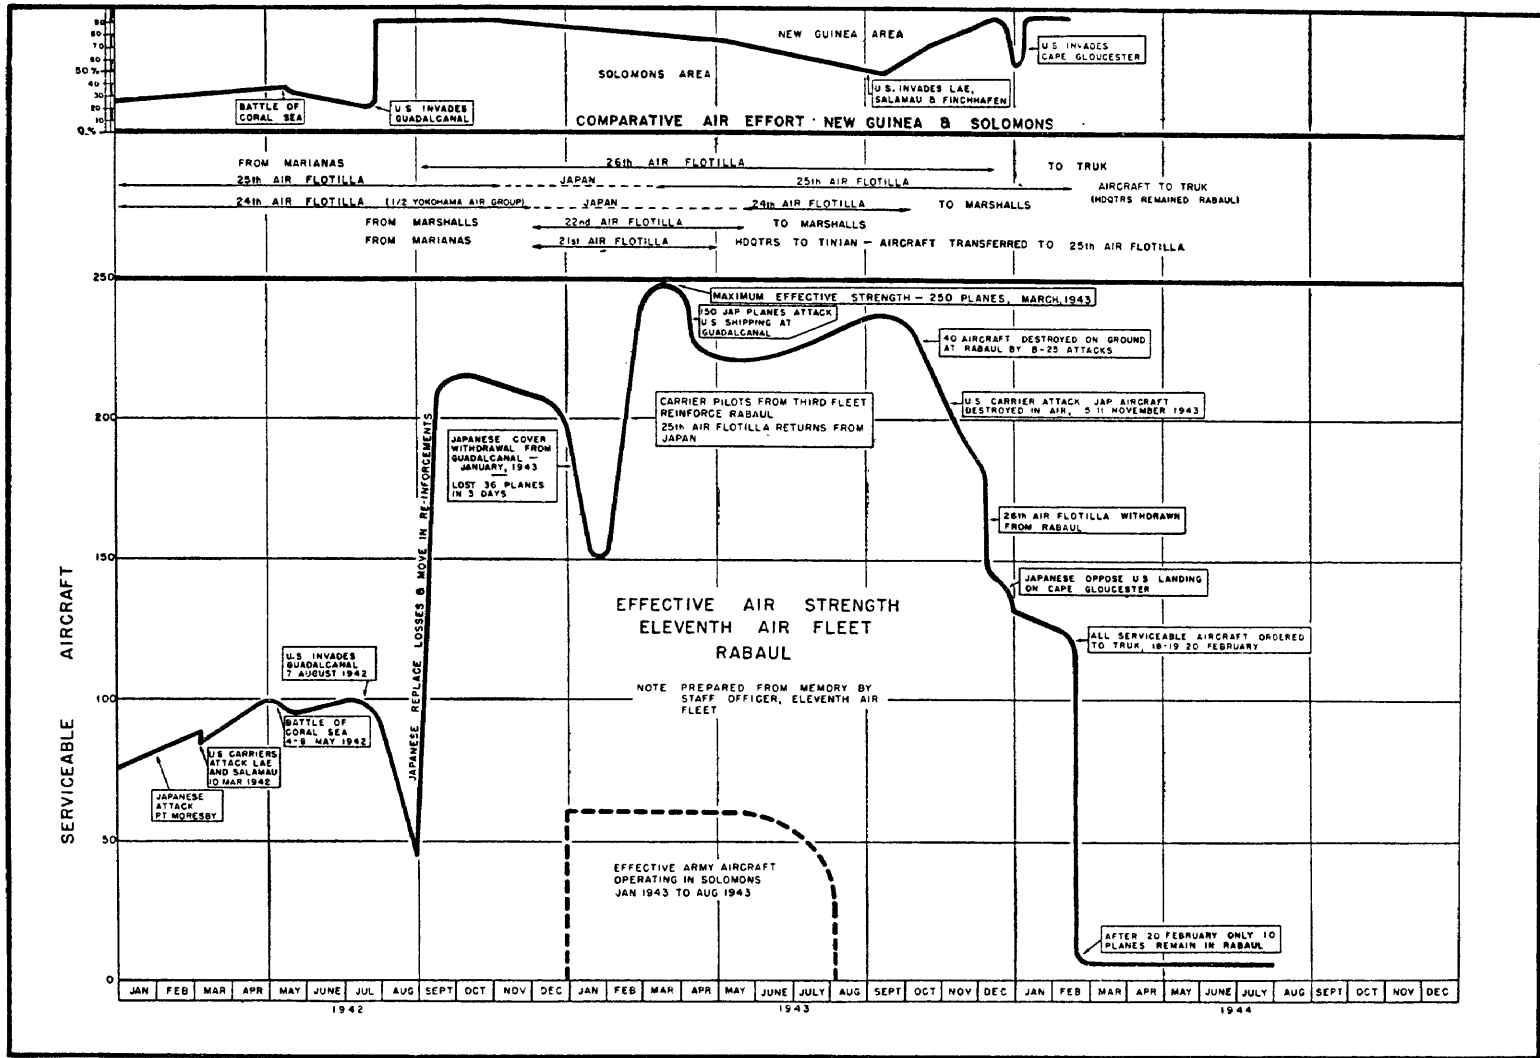 90
80
70
60
50%
40
30
20
10
0%
NEW GUINEA AREA
SOLOMONS AREA
BATTLE OF
CORAL SEA
U S INVADES
GUADALCANAL
U.S. INVADES LAE,
SALAMAU & FINCHHAFEN
U S INVADES
CAPE GLOUCESTER
COMPARATIVE AIR EFFORT NEW GUINEA & SOLOMONS
FROM MARIANAS
26th AIR FLOTILLA
TO TRUK
25th AIR FLOTILLA
JAPAN
25th AIR FLOTILLA
AIRCRAFT TO TRUK
(HDQTRS REMAINED RABAUL)
24th AIR FLOTILLA (1/2 YOKOHAMA AIR GROUP)
JAPAN
24th AIR FLOTILLA
TO MARSHALLS
FROM MARSHALLS
22nd AIR FLOTILLA
TO MARSHALLS
FROM MARIANAS
21st AIR FLOTILLA
HDQTRS TO TINIAN — AIRCRAFT TRANSFERRED TO 25th AIR FLOTILLA
250
200
150
100
50
0
SERVICEABLE AIRCRAFT
MAXIMUM EFFECTIVE STRENGTH — 250 PLANES, MARCH, 1943
150 JAP PLANES ATTACK
U S SHIPPING AT
GUADALCANAL
40 AIRCRAFT DESTROYED ON GROUND
AT RABAUL BY B-25 ATTACKS
CARRIER PILOTS FROM THIRD FLEET
REINFORCE RABAUL
25th AIR FLOTILLA RETURNS FROM
JAPAN
U S CARRIER ATTACK JAP AIRCRAFT
DESTROYED IN AIR, 5 11 NOVEMBER 1943
JAPANESE COVER
WITHDRAWAL FROM
GUADALCANAL —
JANUARY, 1943
LOST 36 PLANES
IN 3 DAYS
JAPANESE REPLACE LOSSES & MOVE IN RE-INFORCEMENTS
26th AIR FLOTILLA WITHDRAWN
FROM RABAUL
JAPANESE OPPOSE U S LANDING
ON CAPE GLOUCESTER
EFFECTIVE AIR STRENGTH
ELEVENTH AIR FLEET
RABAUL
ALL SERVICEABLE AIRCRAFT ORDERED
TO TRUK, 18-19 20 FEBRUARY
NOTE PREPARED FROM MEMORY BY
STAFF OFFICER, ELEVENTH AIR
FLEET
U.S INVADES
GUADALCANAL
7 AUGUST 1942
BATTLE OF
CORAL SEA
4-8 MAY 1942
U S CARRIERS
ATTACK LAE
AND SALAMAU
10 MAR 1942
JAPANESE
ATTACK
PT MORESBY
EFFECTIVE ARMY AIRCRAFT
OPERATING IN SOLOMONS
JAN 1943 TO AUG 1943
AFTER 20 FEBRUARY ONLY 10
PLANES REMAIN IN RABAUL
JAN FEB MAR APR MAY JUNE JUL AUG SEPT OCT NOV DEC JAN FEB MAR APR MAY JUNE JULY AUG SEPT OCT NOV DEC JAN FEB MAR APR MAY JUNE JULY AUG SEPT OCT NOV DEC
1942
1943
1944